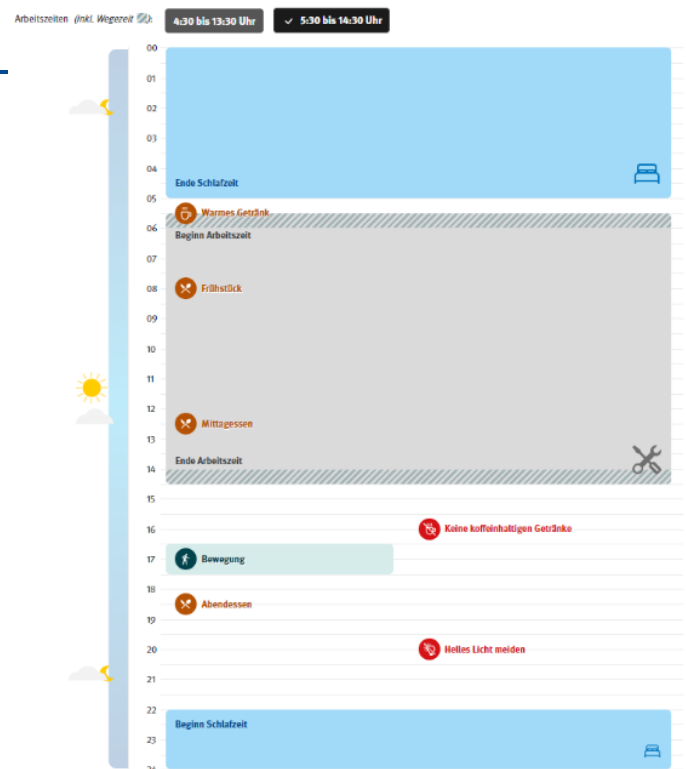 Arbeitszeiten (inkl. Wegezeit ): 4:30 bis 13:30 Uhr 5:30 bis 14:30 Uhr
00
01
02
03
04
Ende Schlafzeit
05
Warmes Getränk
06
Beginn Arbeitszeit
07
08 Frühstück
09
10
11
12
Mittagessen
13
Ende Arbeitszeit
14
15
16 Keine koffeinhaltigen Getränke
17 Bewegung
18
Abendessen
19
20 Helles Licht meiden
21
22
Beginn Schlafzeit
23
24